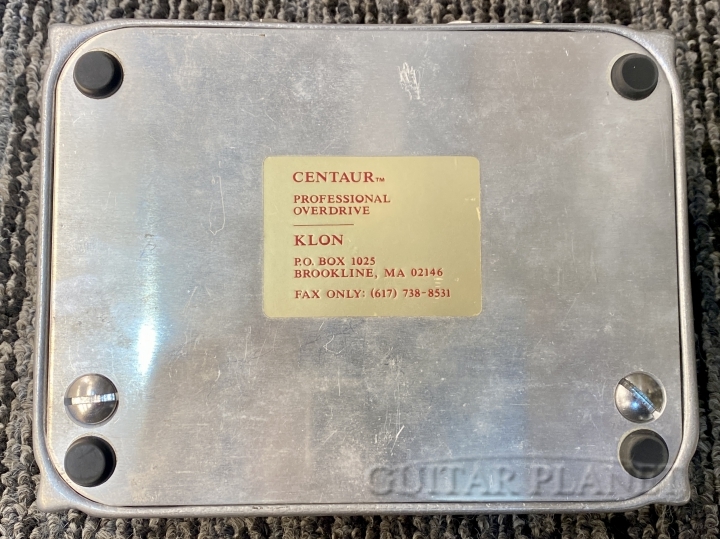 CENTAUR™
PROFESSIONAL
OVERDRIVE
KLON
P.O. BOX 1025
BROOKLINE, MA 02146
FAX ONLY: (617) 738-8531
GUITAR PLANET